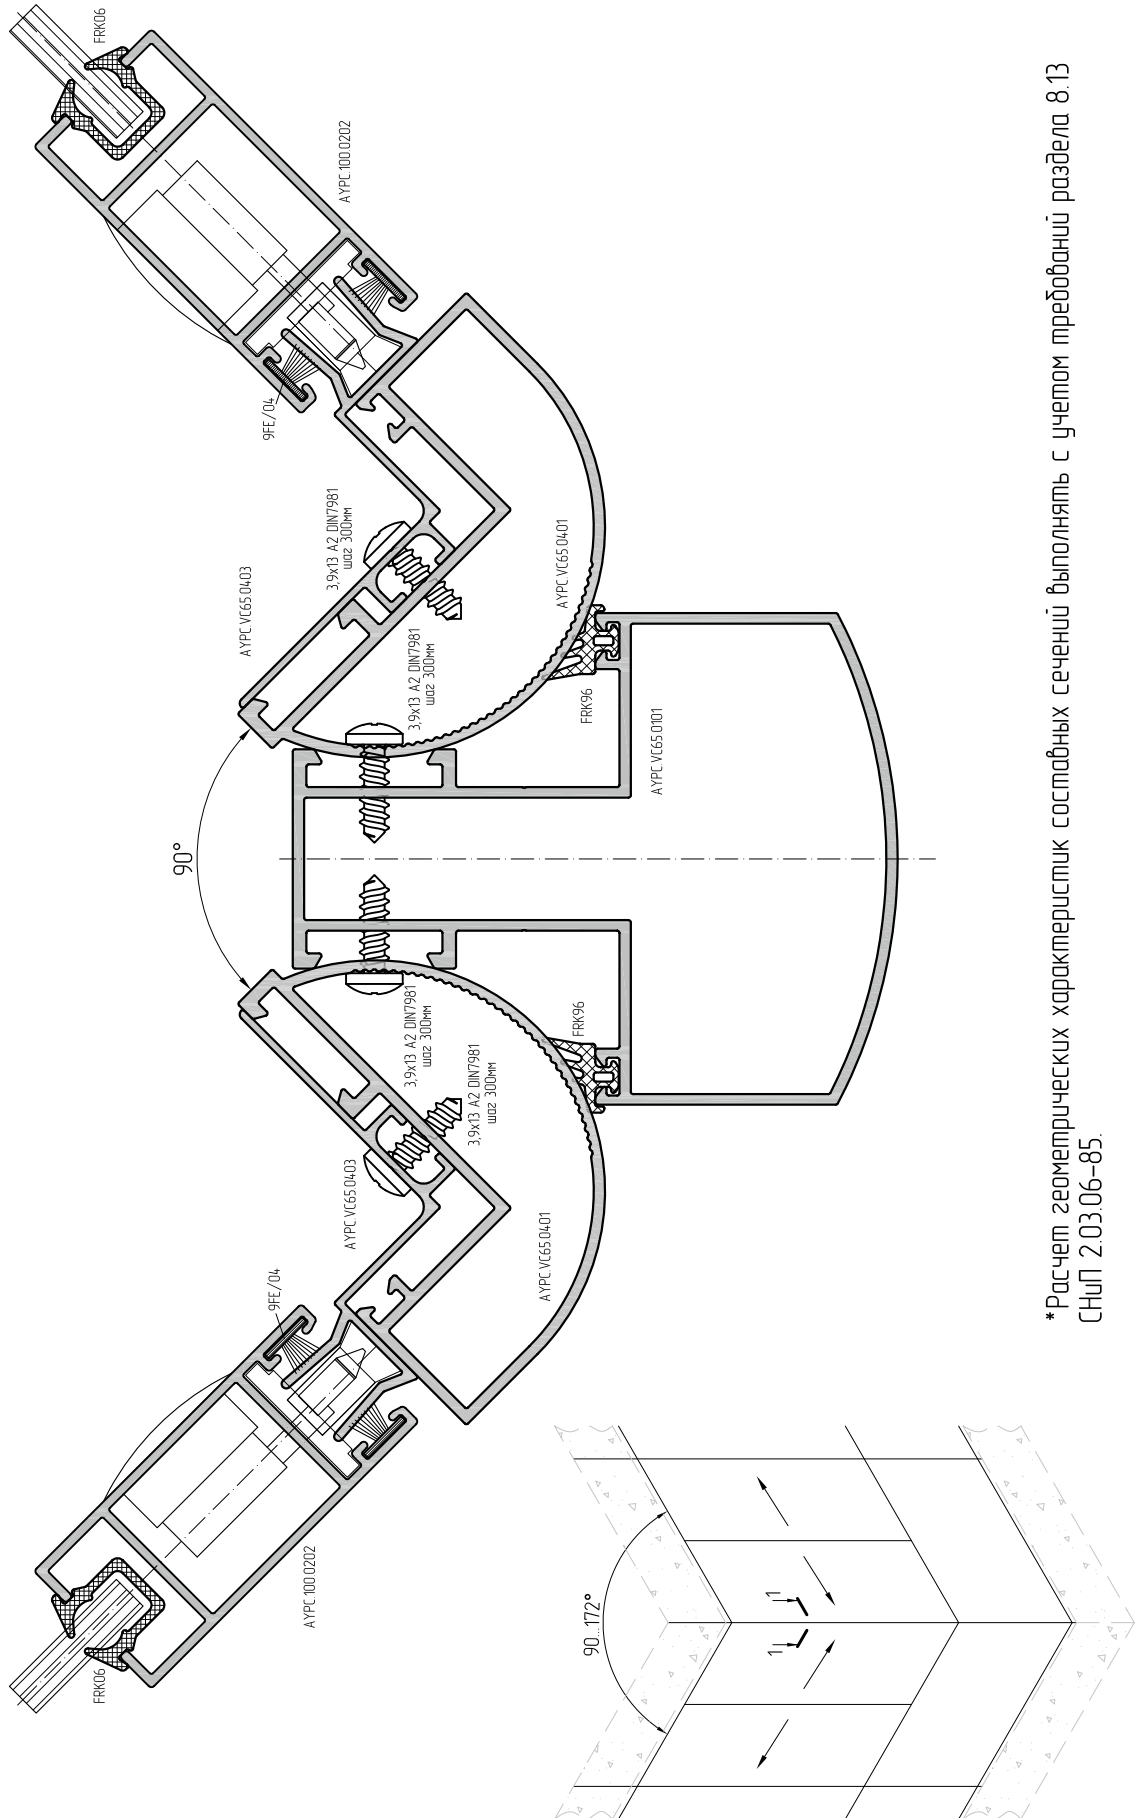 FRK06
AYPC.100.0202
9FE/04
AYPC.VC65.0403
3,9x13 A2 DIN7981
шаг 300мм
3,9x13 A2 DIN7981
шаг 300мм
AYPC.VC65.0401
FRK96
AYPC.VC65.0101
90°
3,9x13 A2 DIN7981
шаг 300мм
3,9x13 A2 DIN7981
шаг 300мм
FRK96
AYPC.VC65.0403
AYPC.VC65.0401
9FE/04
AYPC.100.0202
FRK06
90...172°
1
1
*Расчет геометрических характеристик составных сечений выполнять с учетом требований раздела 8.13
СНиП 2.03.06-85.